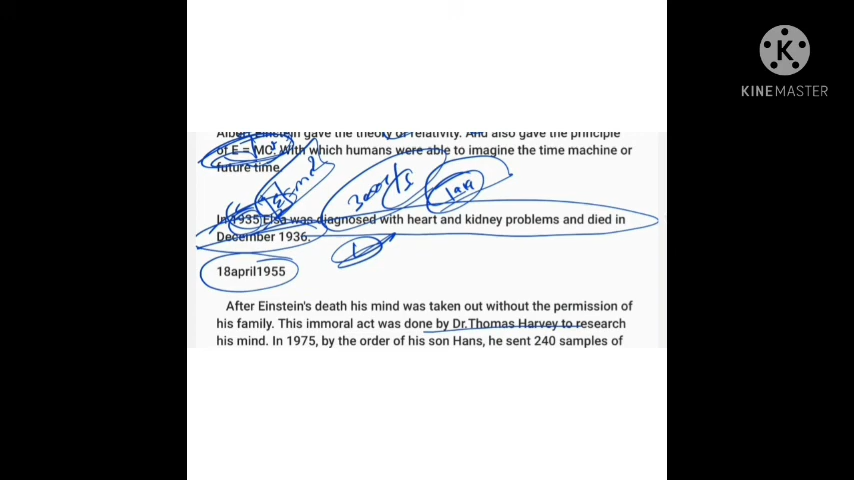 KINEMASTER
Albert Einstein gave the theory of relativity. And also gave the principle
of E = MC. With which humans were able to imagine the time machine or
future time.
In 1935 Elsa was diagnosed with heart and kidney problems and died in
December 1936.
18april1955
After Einstein's death his mind was taken out without the permission of
his family. This immoral act was done by Dr.Thomas Harvey to research
his mind. In 1975, by the order of his son Hans, he sent 240 samples of